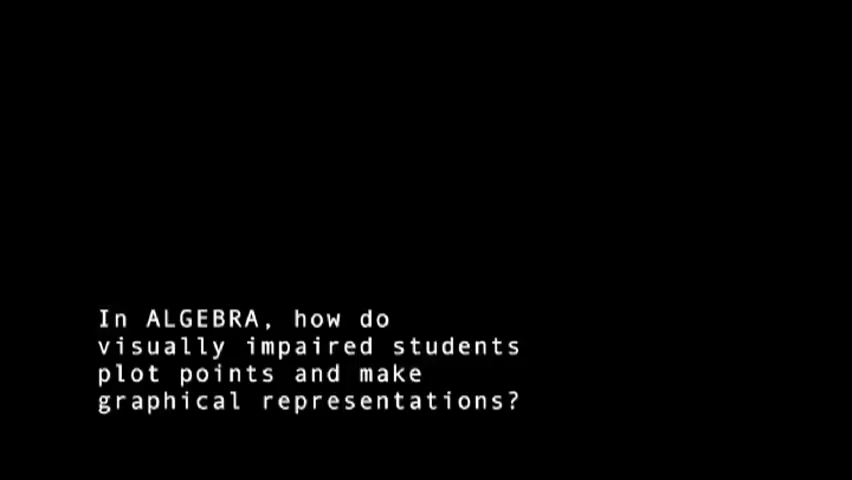 In ALGEBRA, how do
visually impaired students
plot points and make
graphical representations?